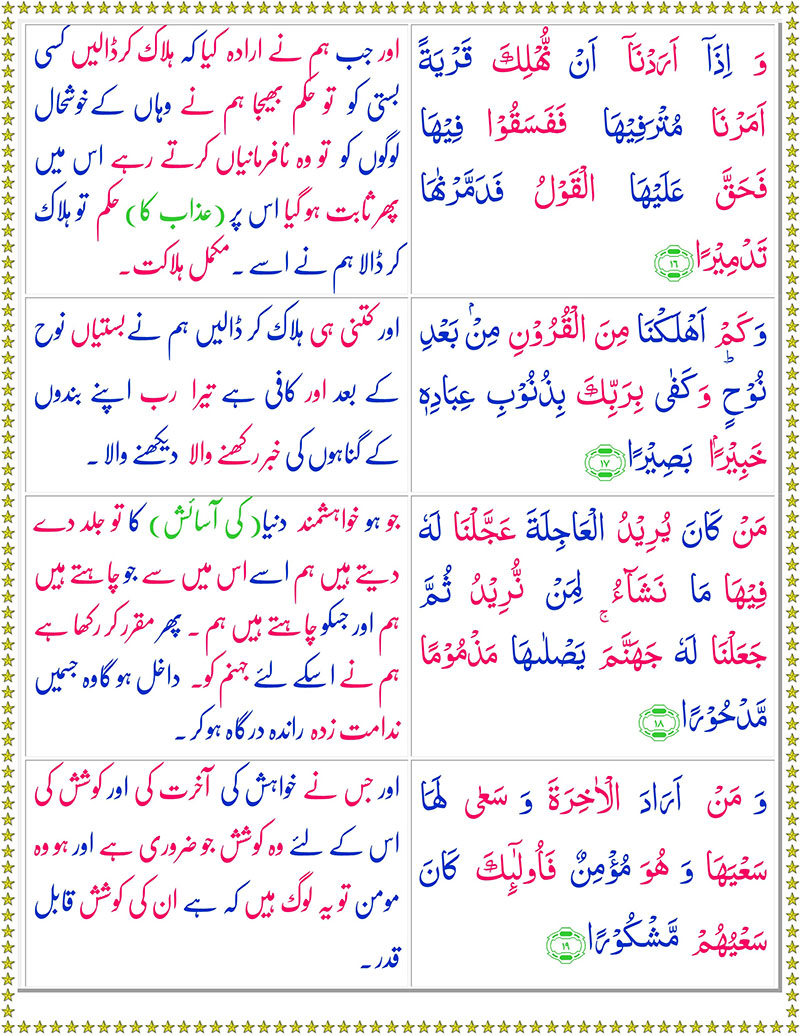 وَ اِذَاۤ اَرَدْنَاۤ اَنْ نُّهْلِكَ قَرْیَةً
اَمَرْنَا مُتْرَفِیْهَا فَفَسَقُوْا فِیْهَا
فَحَقَّ عَلَیْهَا الْقَوْلُ فَدَمَّرْنٰهَا
تَدْمِیْرًا ۱۶
اور جب ہم نے ارادہ کیا کہ ہلاک کر ڈالیں کسی
بستی کو تو حکم بھیجا ہم نے وہاں کے خوشحال
لوگوں کو تو وہ نافرمانیاں کرتے رہے اس میں
پھر ثابت ہو گیا اس پر (عذاب کا) حکم تو ہلاک
کر ڈالا ہم نے اسے ۔ مکمل ہلاکت۔
وَكَمْ اَهْلَكْنَا مِنَ الْقُرُوْنِ مِنْۢ بَعْدِ
نُوْحٍؕ وَكَفٰی بِرَبِّكَ بِذُنُوْبِ عِبَادِهٖ
خَبِیْرًۢا بَصِیْرًا ۱۷
اور کتنی ہی ہلاک کر ڈالیں ہم نے بستیاں نوح
کے بعد اور کافی ہے تیرا رب اپنے بندوں
کے گناہوں کی خبر رکھنے والا دیکھنے والا ۔
مَنْ كَانَ یُرِیْدُ الْعَاجِلَةَ عَجَّلْنَا لَهٗ
فِیْهَا مَا نَشَآءُ لِمَنْ نُّرِیْدُ ثُمَّ
جَعَلْنَا لَهٗ جَهَنَّمَۚ یَصْلٰىهَا مَذْمُوْمًا
مَّدْحُوْرًا ۱۸
جو ہو خواہشمند دنیا (کی آسائش) کا تو جلد دے
دیتے ہیں ہم اسے اس میں سے جو چاہتے ہیں
ہم اور جسکو چاہتے ہیں ہم ۔ پھر مقرر کر رکھا ہے
ہم نے اسکے لئے جہنم کو۔ داخل ہو گا وہ جسمیں
ندامت زدہ راندہ درگاہ ہو کر ۔
وَ مَنْ اَرَادَ الْاٰخِرَةَ وَ سَعٰی لَهَا
سَعْیَهَا وَ هُوَ مُؤْمِنٌ فَاُولٰٓئِكَ كَانَ
سَعْیُهُمْ مَّشْكُوْرًا ۱۹
اور جس نے خواہش کی آخرت کی اور کوشش کی
اس کے لئے وہ کوشش جو ضروری ہے اور ہو وہ
مومن تو یہ لوگ ہیں کہ ہے ان کی کوشش قابل
قدر ۔